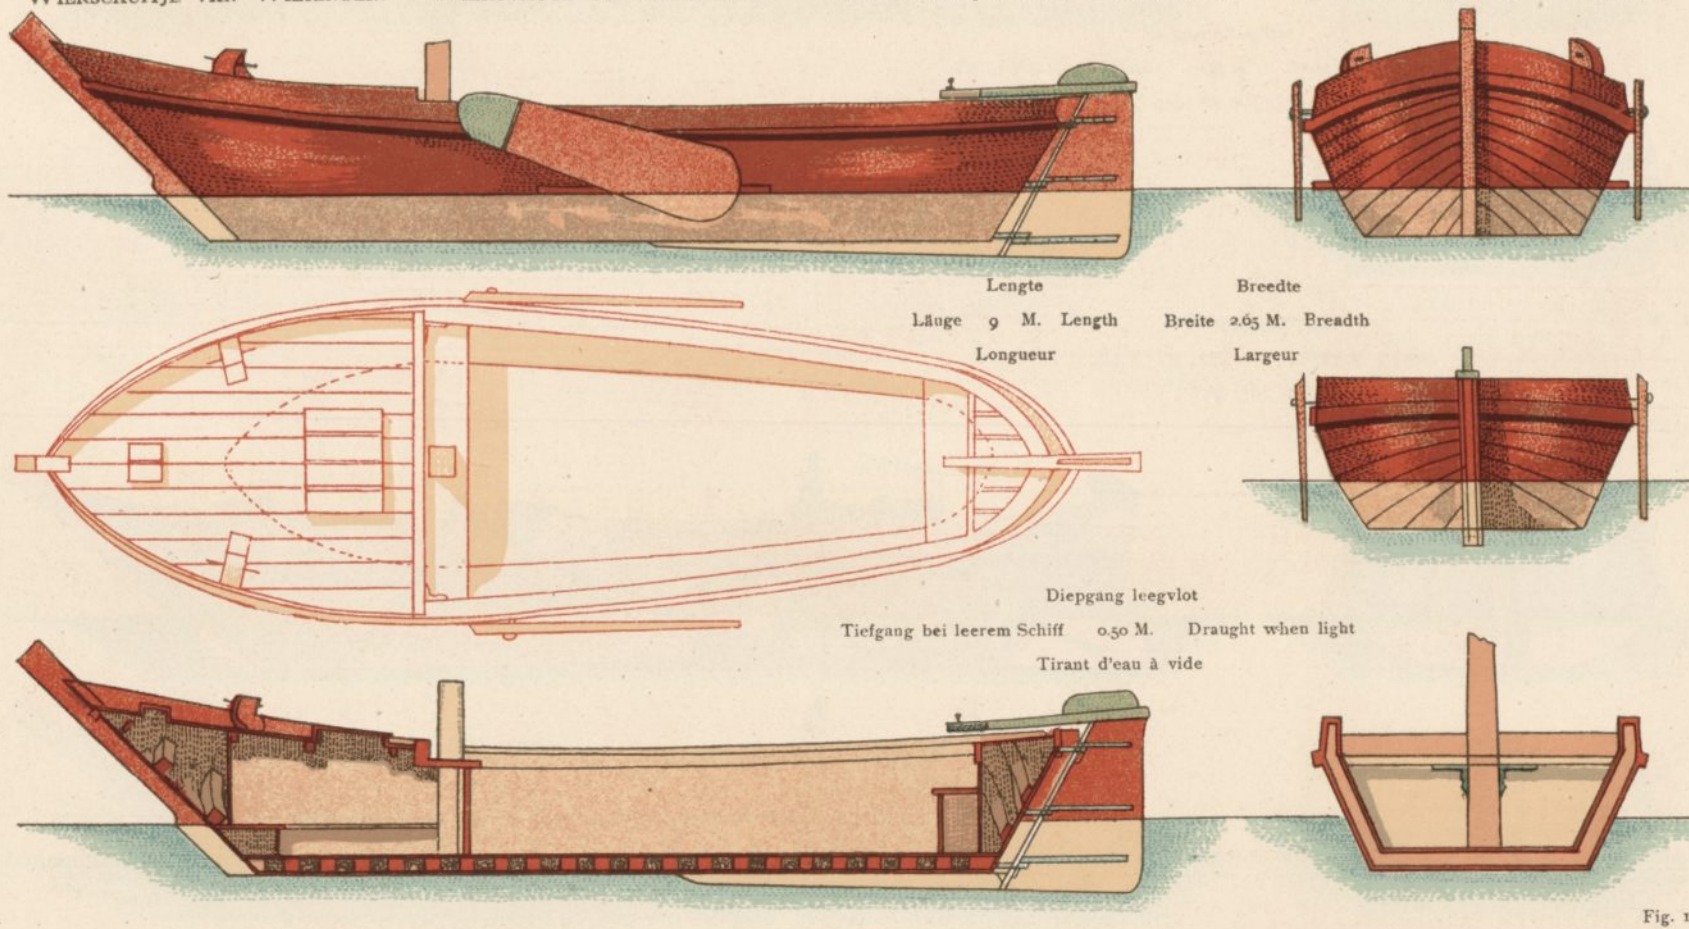 Lengte
Läuge 9 M. Length
Longueur
Breedte
Breite 2.65 M. Breadth
Largeur
Diepgang leegvlot
Tiefgang bei leerem Schiff 0.50 M. Draught when light
Tirant d'eau à vide
Fig. 1